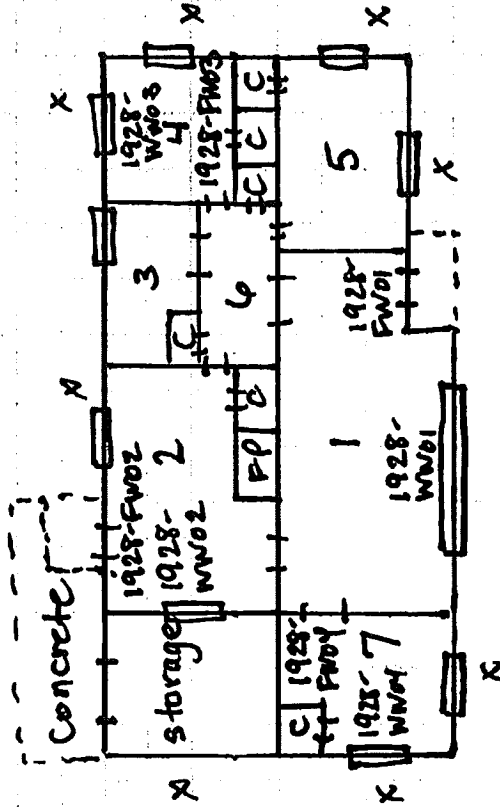 X
X
X
X
1928-
WW03
4
1928-FW03
C
C
C
5
X
3
C
6
1928-
FW01
X
1928-FW02
2
1928-
WW02
FP
C
1
1928-
WW01
Concrete
storage
1928-
FW04
C
7
1928-
WW04
X
X
X